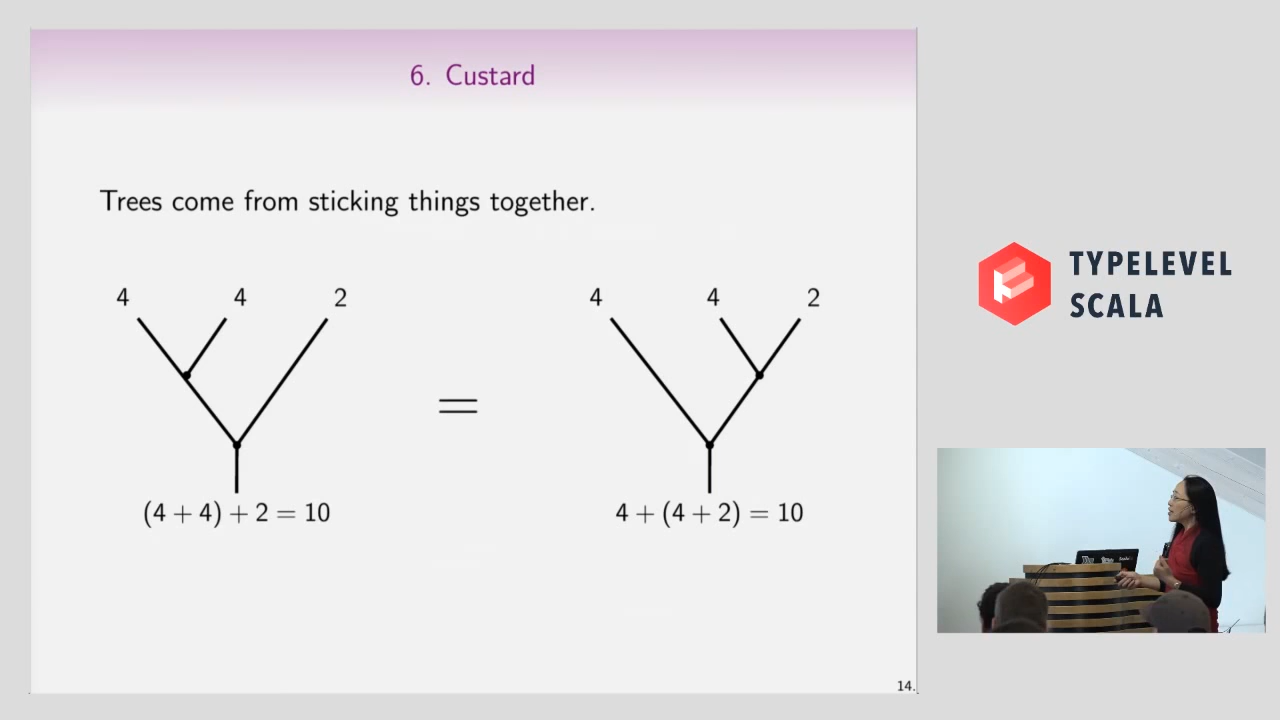 6. Custard
Trees come from sticking things together.
4 4 2
=
4 4 2
(4 + 4) + 2 = 10
4 + (4 + 2) = 10
14.
TYPELEVEL
SCALA